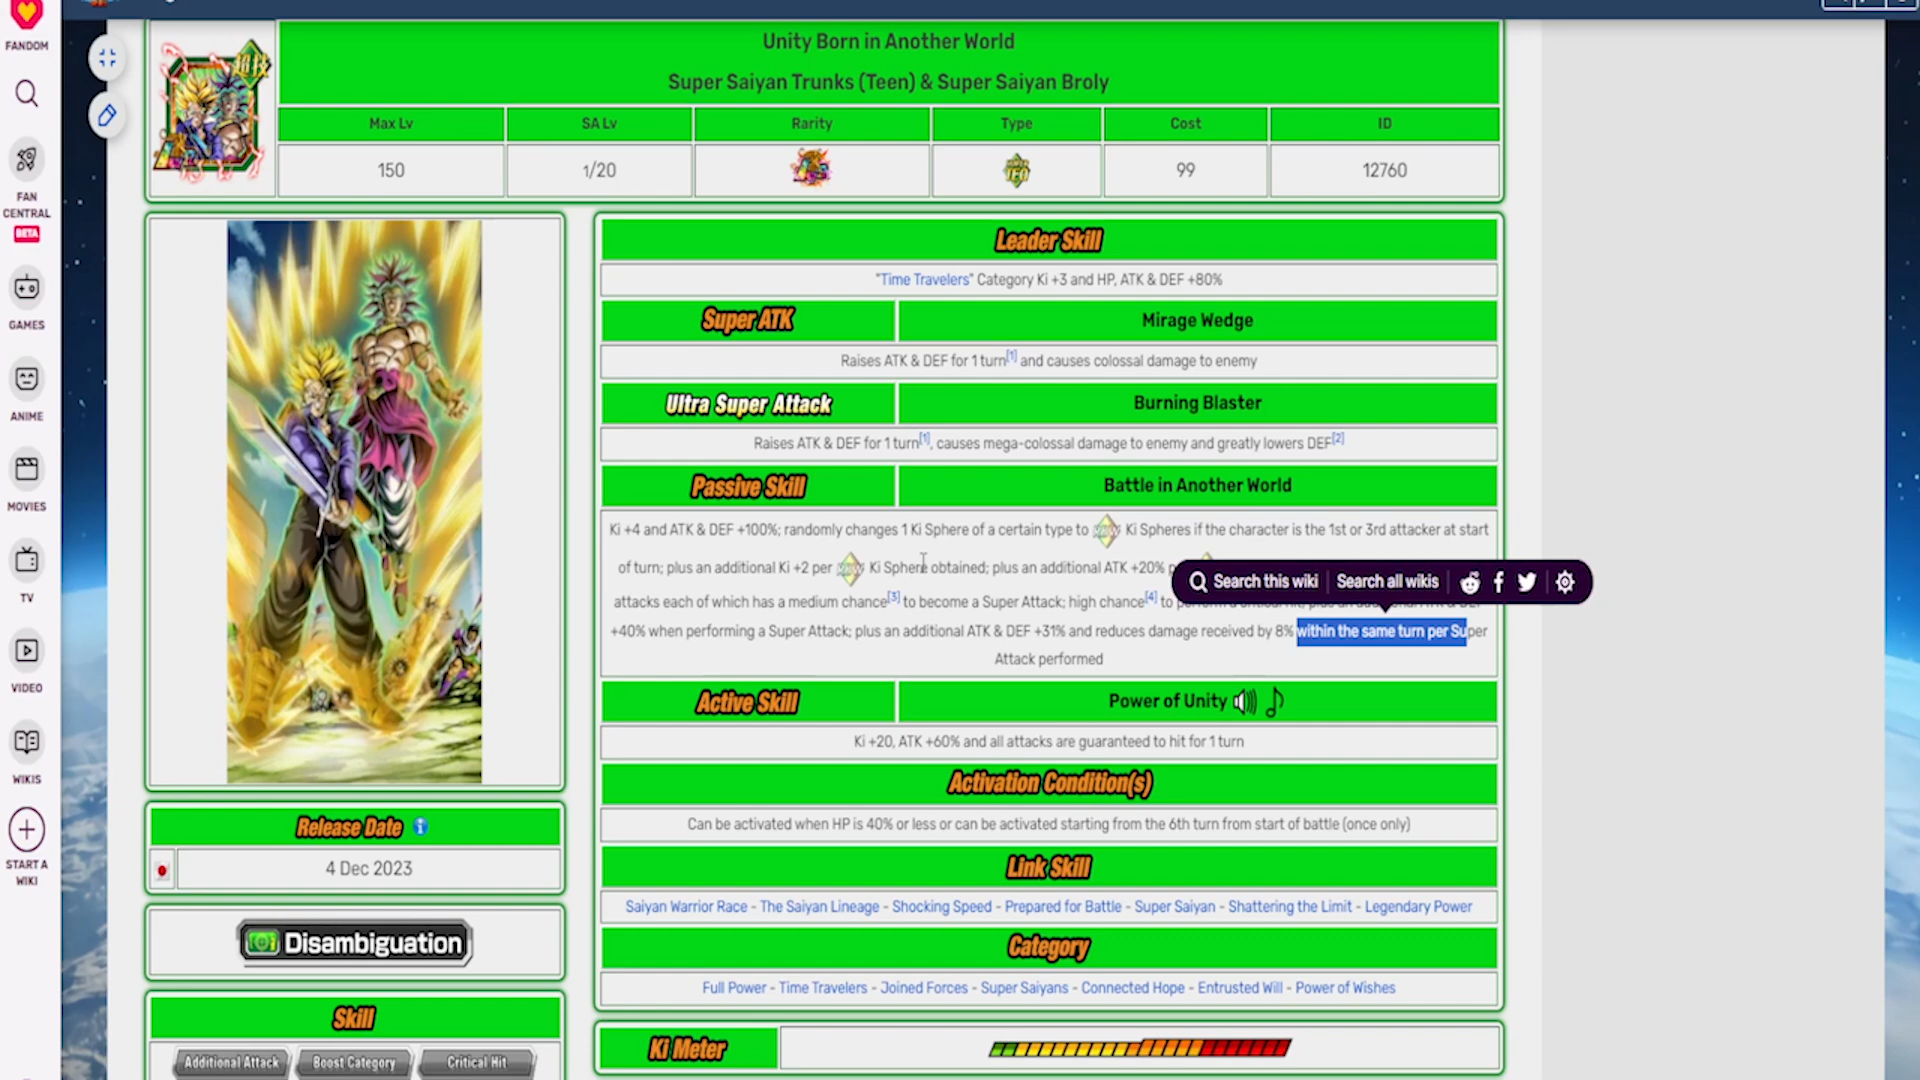 FANDOM
FAN
CENTRAL
BETA
GAMES
ANIME
MOVIES
TV
VIDEO
WIKIS
START A
WIKI
超技
Unity Born in Another World
Super Saiyan Trunks (Teen) & Super Saiyan Broly
Max Lv SA Lv Rarity Type Cost ID
150 1/20 SUPER TEQ 99 12760
Leader Skill
"Time Travelers" Category Ki +3 and HP, ATK & DEF +80%
Super ATK Mirage Wedge
Raises ATK & DEF for 1 turn[1] and causes colossal damage to enemy
Ultra Super Attack Burning Blaster
Raises ATK & DEF for 1 turn[1], causes mega-colossal damage to enemy and greatly lowers DEF[2]
Passive Skill Battle in Another World
Ki +4 and ATK & DEF +100%; randomly changes 1 Ki Sphere of a certain type to Ki Spheres if the character is the 1st or 3rd attacker at start
of turn; plus an additional Ki +2 per Ki Sphere obtained; plus an additional ATK +20%
Search this wiki Search all wikis
attacks each of which has a medium chance[3] to become a Super Attack; high chance[4] to
+40% when performing a Super Attack; plus an additional ATK & DEF +31% and reduces damage received by 8% within the same turn per Super
Attack performed
Active Skill Power of Unity
Ki +20, ATK +60% and all attacks are guaranteed to hit for 1 turn
Activation Condition(s)
Can be activated when HP is 40% or less or can be activated starting from the 6th turn from start of battle (once only)
Link Skill
Saiyan Warrior Race - The Saiyan Lineage - Shocking Speed - Prepared for Battle - Super Saiyan - Shattering the Limit - Legendary Power
Category
Full Power - Time Travelers - Joined Forces - Super Saiyans - Connected Hope - Entrusted Will - Power of Wishes
Ki Meter
Release Date
4 Dec 2023
Disambiguation
Skill
Additional Attack Boost Category Critical Hit